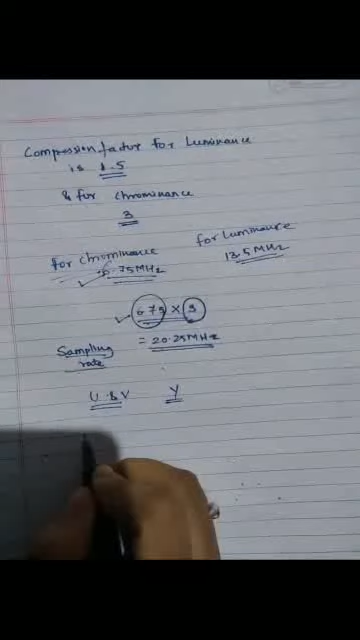 Compression factor for Luminance
is 1.5
& for Chrominance
3
for Chrominance
6.75MHz
for Luminance
13.5MHz
6.75 × 3
Sampling rate
= 20.25MHz
U & V Y